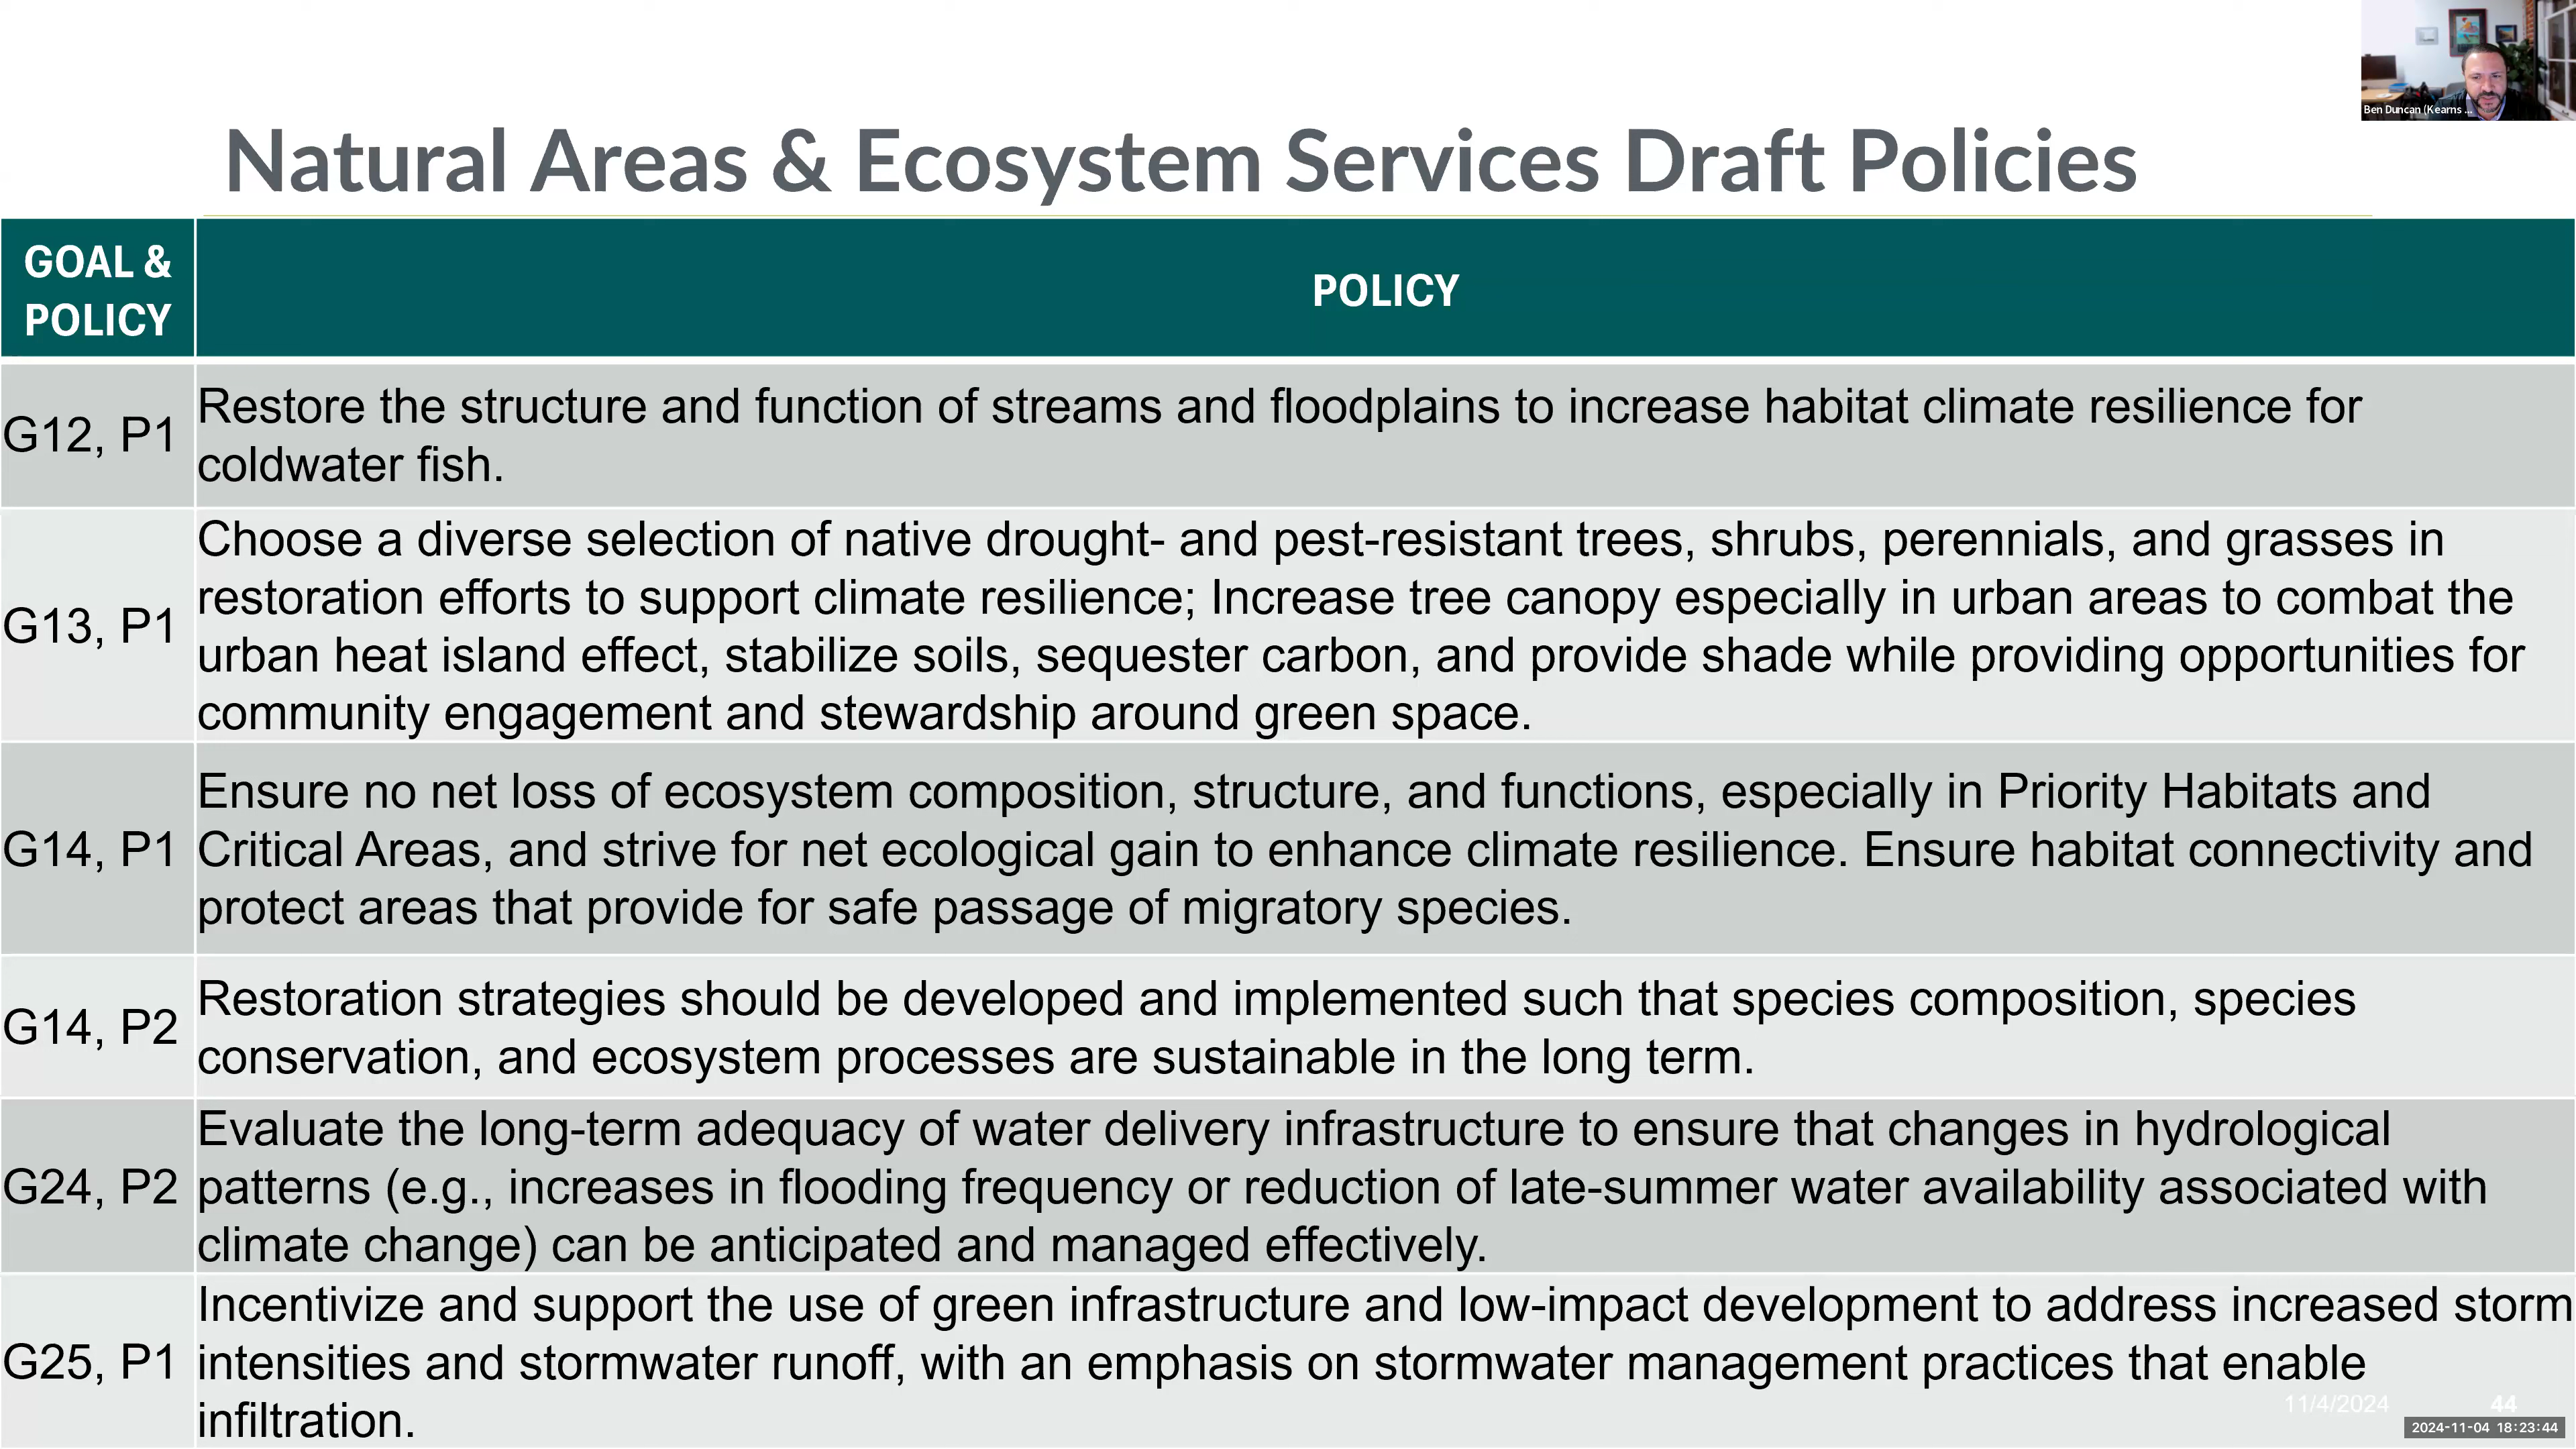 Ben Duncan (Kearns ...
Natural Areas & Ecosystem Services Draft Policies
GOAL &
POLICY
POLICY
G12, P1
Restore the structure and function of streams and floodplains to increase habitat climate resilience for
coldwater fish.
G13, P1
Choose a diverse selection of native drought- and pest-resistant trees, shrubs, perennials, and grasses in
restoration efforts to support climate resilience; Increase tree canopy especially in urban areas to combat the
urban heat island effect, stabilize soils, sequester carbon, and provide shade while providing opportunities for
community engagement and stewardship around green space.
G14, P1
Ensure no net loss of ecosystem composition, structure, and functions, especially in Priority Habitats and
Critical Areas, and strive for net ecological gain to enhance climate resilience. Ensure habitat connectivity and
protect areas that provide for safe passage of migratory species.
G14, P2
Restoration strategies should be developed and implemented such that species composition, species
conservation, and ecosystem processes are sustainable in the long term.
G24, P2
Evaluate the long-term adequacy of water delivery infrastructure to ensure that changes in hydrological
patterns (e.g., increases in flooding frequency or reduction of late-summer water availability associated with
climate change) can be anticipated and managed effectively.
G25, P1
Incentivize and support the use of green infrastructure and low-impact development to address increased storm
intensities and stormwater runoff, with an emphasis on stormwater management practices that enable
infiltration.
11/4/2024
44
2024-11-04 18:23:44